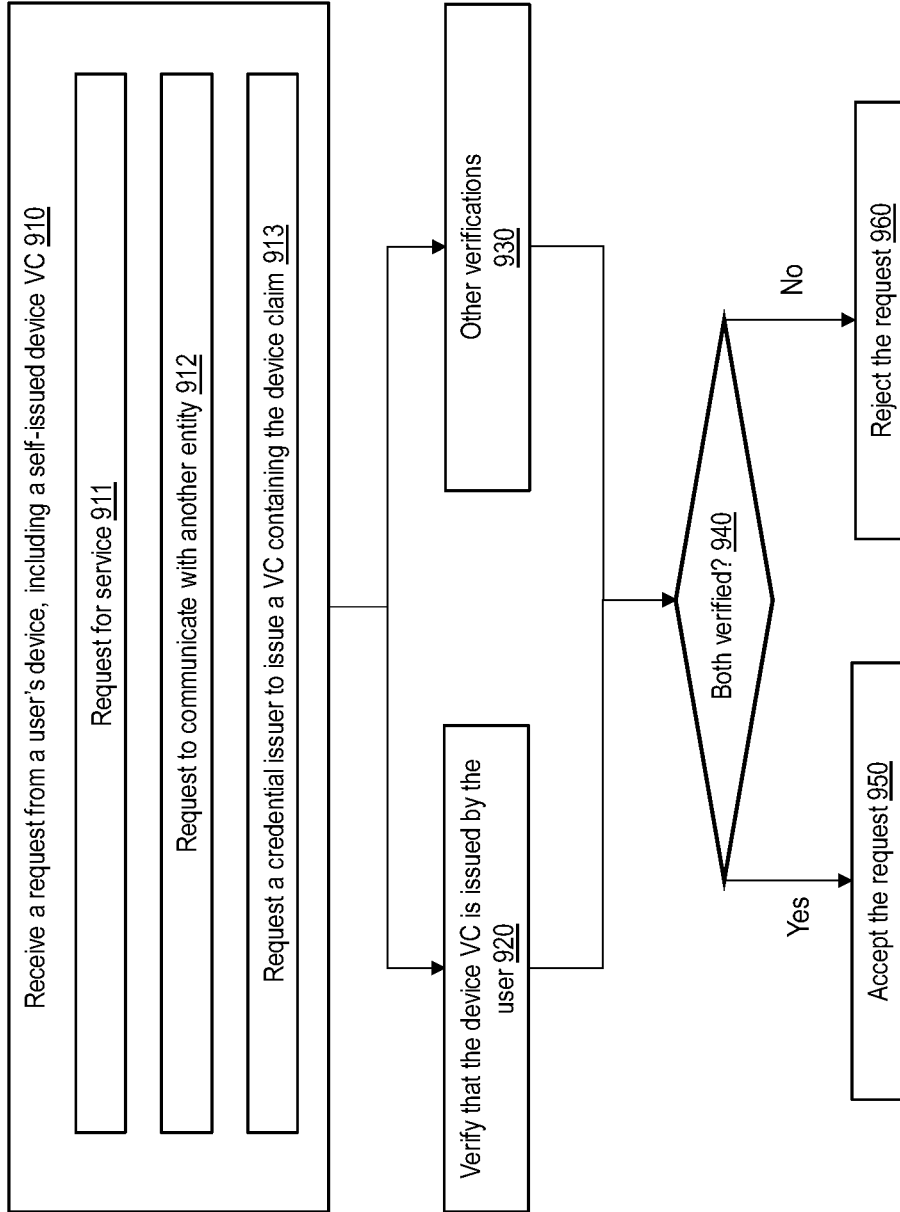 Receive a request from a user's device, including a self-issued device VC 910
Request for service 911
Request to communicate with another entity 912
Request a credential issuer to issue a VC containing the device claim 913
Verify that the device VC is issued by the
user 920
Other verifications
930
Both verified? 940
Yes
No
Accept the request 950
Reject the request 960